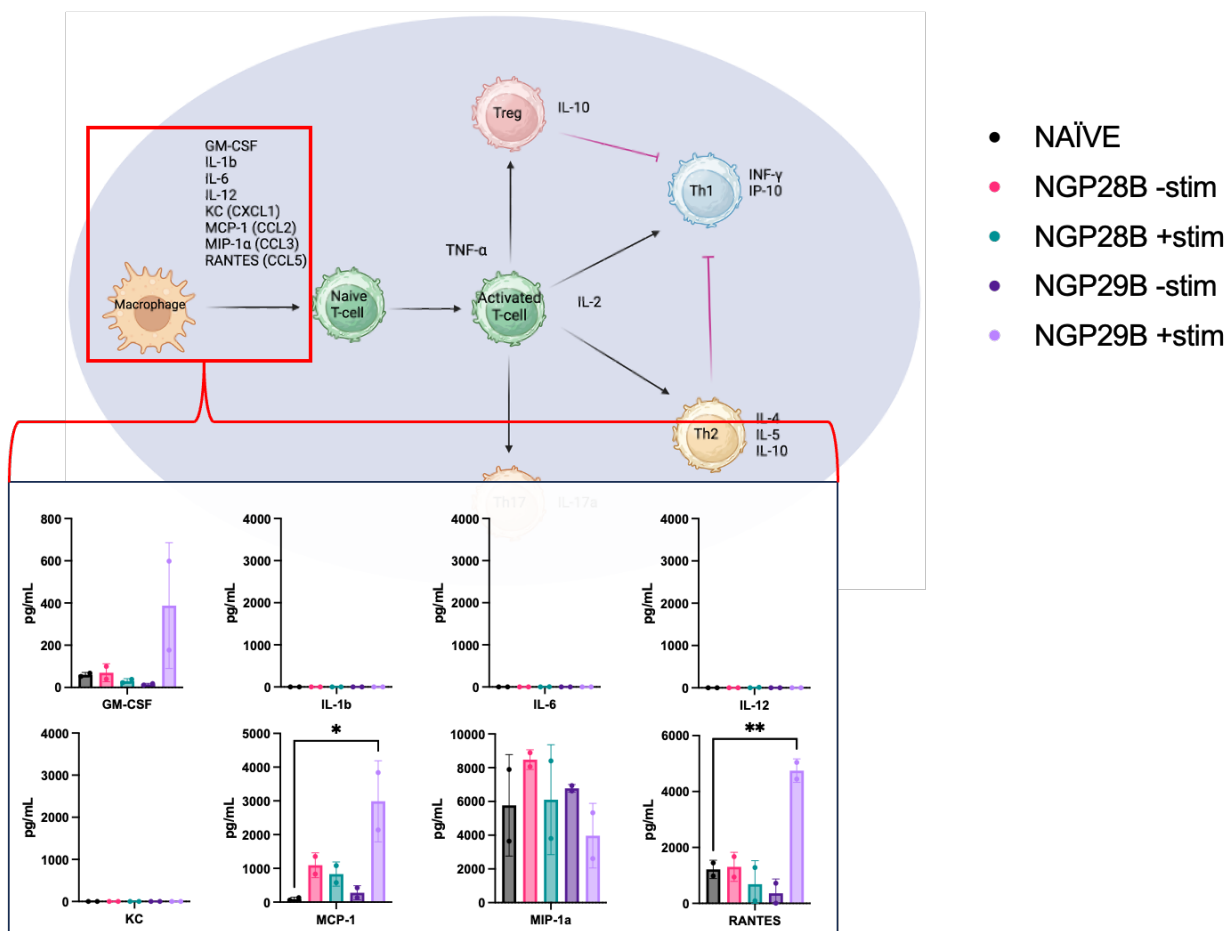 GM-CSF
IL-1b
IL-6
IL-12
KC (CXCL1)
MCP-1 (CCL2)
MIP-1α (CCL3)
RANTES (CCL5)
Macrophage
Naive
T-cell
TNF-α
Activated
T-cell
IL-2
Treg
IL-10
Th1
INF-γ
IP-10
Th2
IL-4
IL-5
IL-10
Th17
IL-17a
NAÏVE
NGP28B -stim
NGP28B +stim
NGP29B -stim
NGP29B +stim
pg/mL
800
600
400
200
0
GM-CSF
pg/mL
4000
3000
2000
1000
0
IL-1b
pg/mL
4000
3000
2000
1000
0
IL-6
pg/mL
4000
3000
2000
1000
0
IL-12
pg/mL
4000
3000
2000
1000
0
KC
pg/mL
5000
4000
3000
2000
1000
0
*
MCP-1
pg/mL
10000
8000
6000
4000
2000
0
MIP-1a
pg/mL
6000
4000
2000
0
**
RANTES